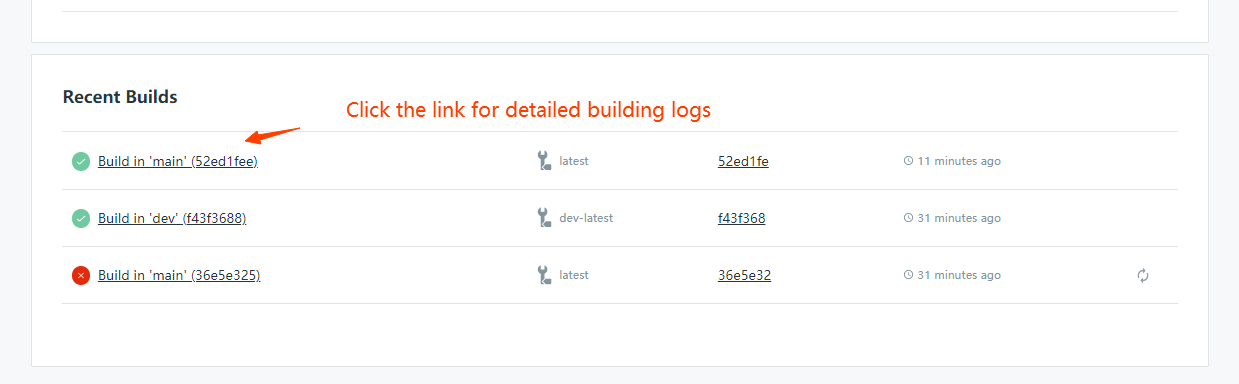 Recent Builds
Click the link for detailed building logs
Build in 'main' (52ed1fee) latest 52ed1fe 11 minutes ago
Build in 'dev' (f43f3688) dev-latest f43f368 31 minutes ago
Build in 'main' (36e5e325) latest 36e5e32 31 minutes ago